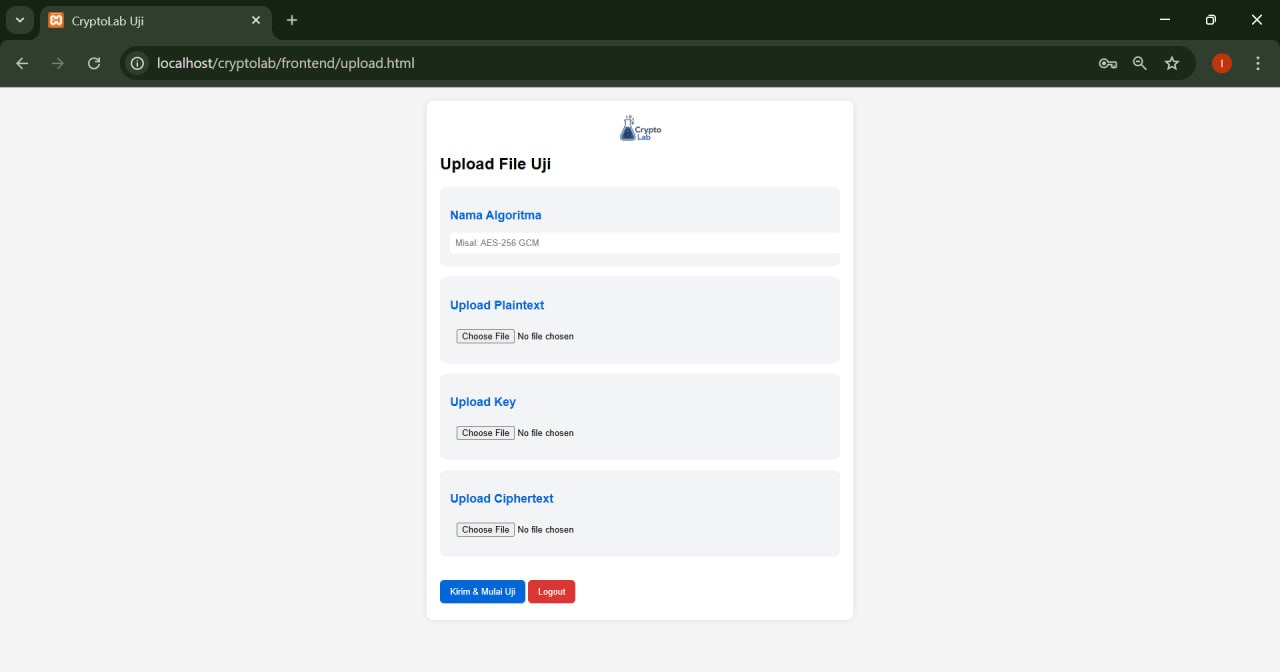 CryptoLab Uji
localhost/cryptolab/frontend/upload.html
I
Crypto
Lab
Upload File Uji
Nama Algoritma
Misal: AES-256 GCM
Upload Plaintext
Choose File No file chosen
Upload Key
Choose File No file chosen
Upload Ciphertext
Choose File No file chosen
Kirim & Mulai Uji Logout